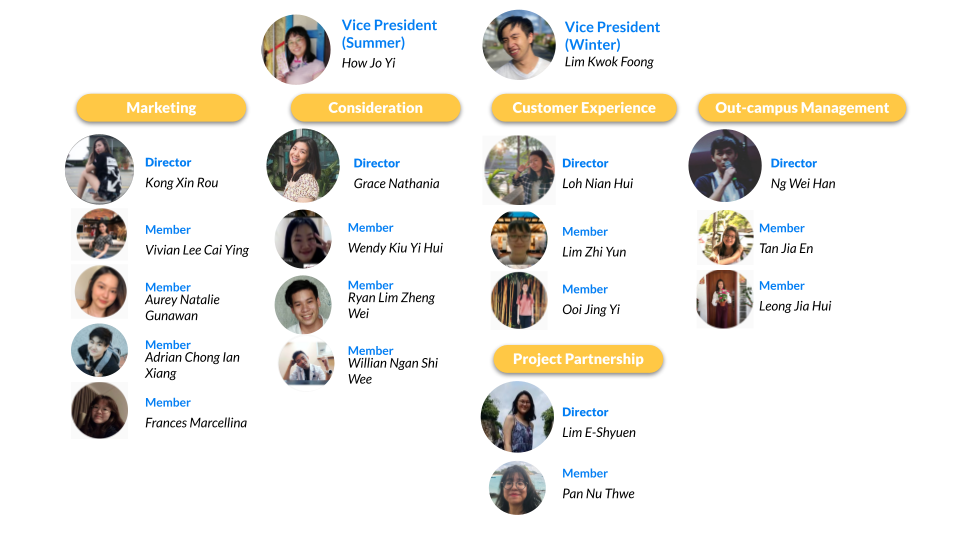 Vice President
(Summer)
How Jo Yi
Vice President
(Winter)
Lim Kwok Foong
Marketing
Director
Kong Xin Rou
Member
Vivian Lee Cai Ying
Member
Aurey Natalie
Gunawan
Member
Adrian Chong Ian
Xiang
Member
Frances Marcellina
Consideration
Director
Grace Nathania
Member
Wendy Kiu Yi Hui
Member
Ryan Lim Zheng
Wei
Member
Willian Ngan Shi
Wee
Customer Experience
Director
Loh Nian Hui
Member
Lim Zhi Yun
Member
Ooi Jing Yi
Project Partnership
Director
Lim E-Shyuen
Member
Pan Nu Thwe
Out-campus Management
Director
Ng Wei Han
Member
Tan Jia En
Member
Leong Jia Hui